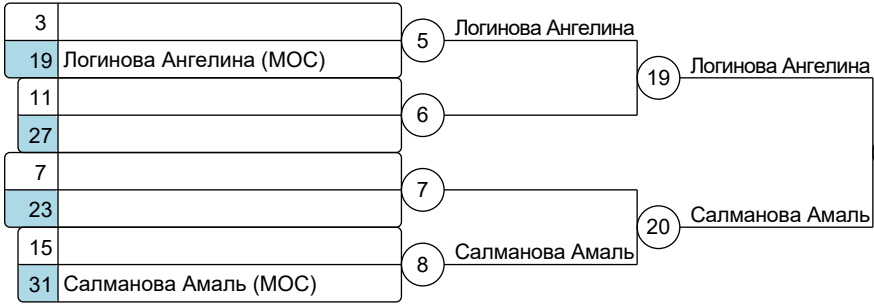 3
19 Логинова Ангелина (МОС)
11
27
7
23
15
31 Салманова Амаль (МОС)
5 Логинова Ангелина
6
7
8 Салманова Амаль
19 Логинова Ангелина
20 Салманова Амаль